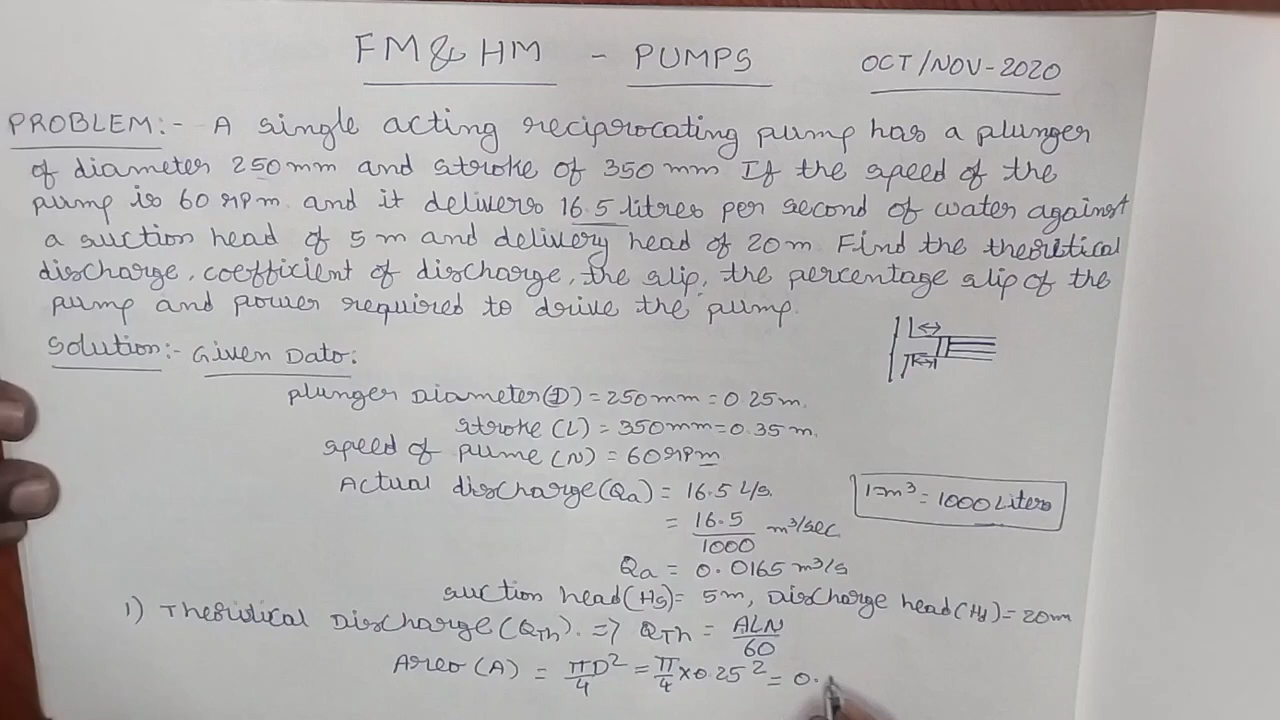 FM & HM - PUMPS OCT/NOV-2020
PROBLEM:- A single acting reciprocating pump has a plunger
of diameter 250mm and stroke of 350 mm If the speed of the
pump is 60 rpm and it delivers 16.5 litres per second of water against
a suction head of 5 m and delivery head of 20 m. Find the theoritical
discharge, coefficient of discharge, the slip, the percentage slip of the
pump and power required to drive the pump.
Solution:- Given Data:
plunger Diameter(D) = 250 mm = 0.25 m.
stroke (L) = 350mm = 0.35 m.
speed of pume (N) = 60 rpm
Actual discharge (Qa) = 16.5 L/s.
1m³ = 1000 Liters
= 16.5/1000 m³/sec
Qa = 0.0165 m³/s
suction head (Hs) = 5m, Discharge head (Hd) = 20m
1) Theritical Discharge (QTh). => QTh = ALN/60
Area (A) = πD²/4 = π/4 × 0.25² = 0.